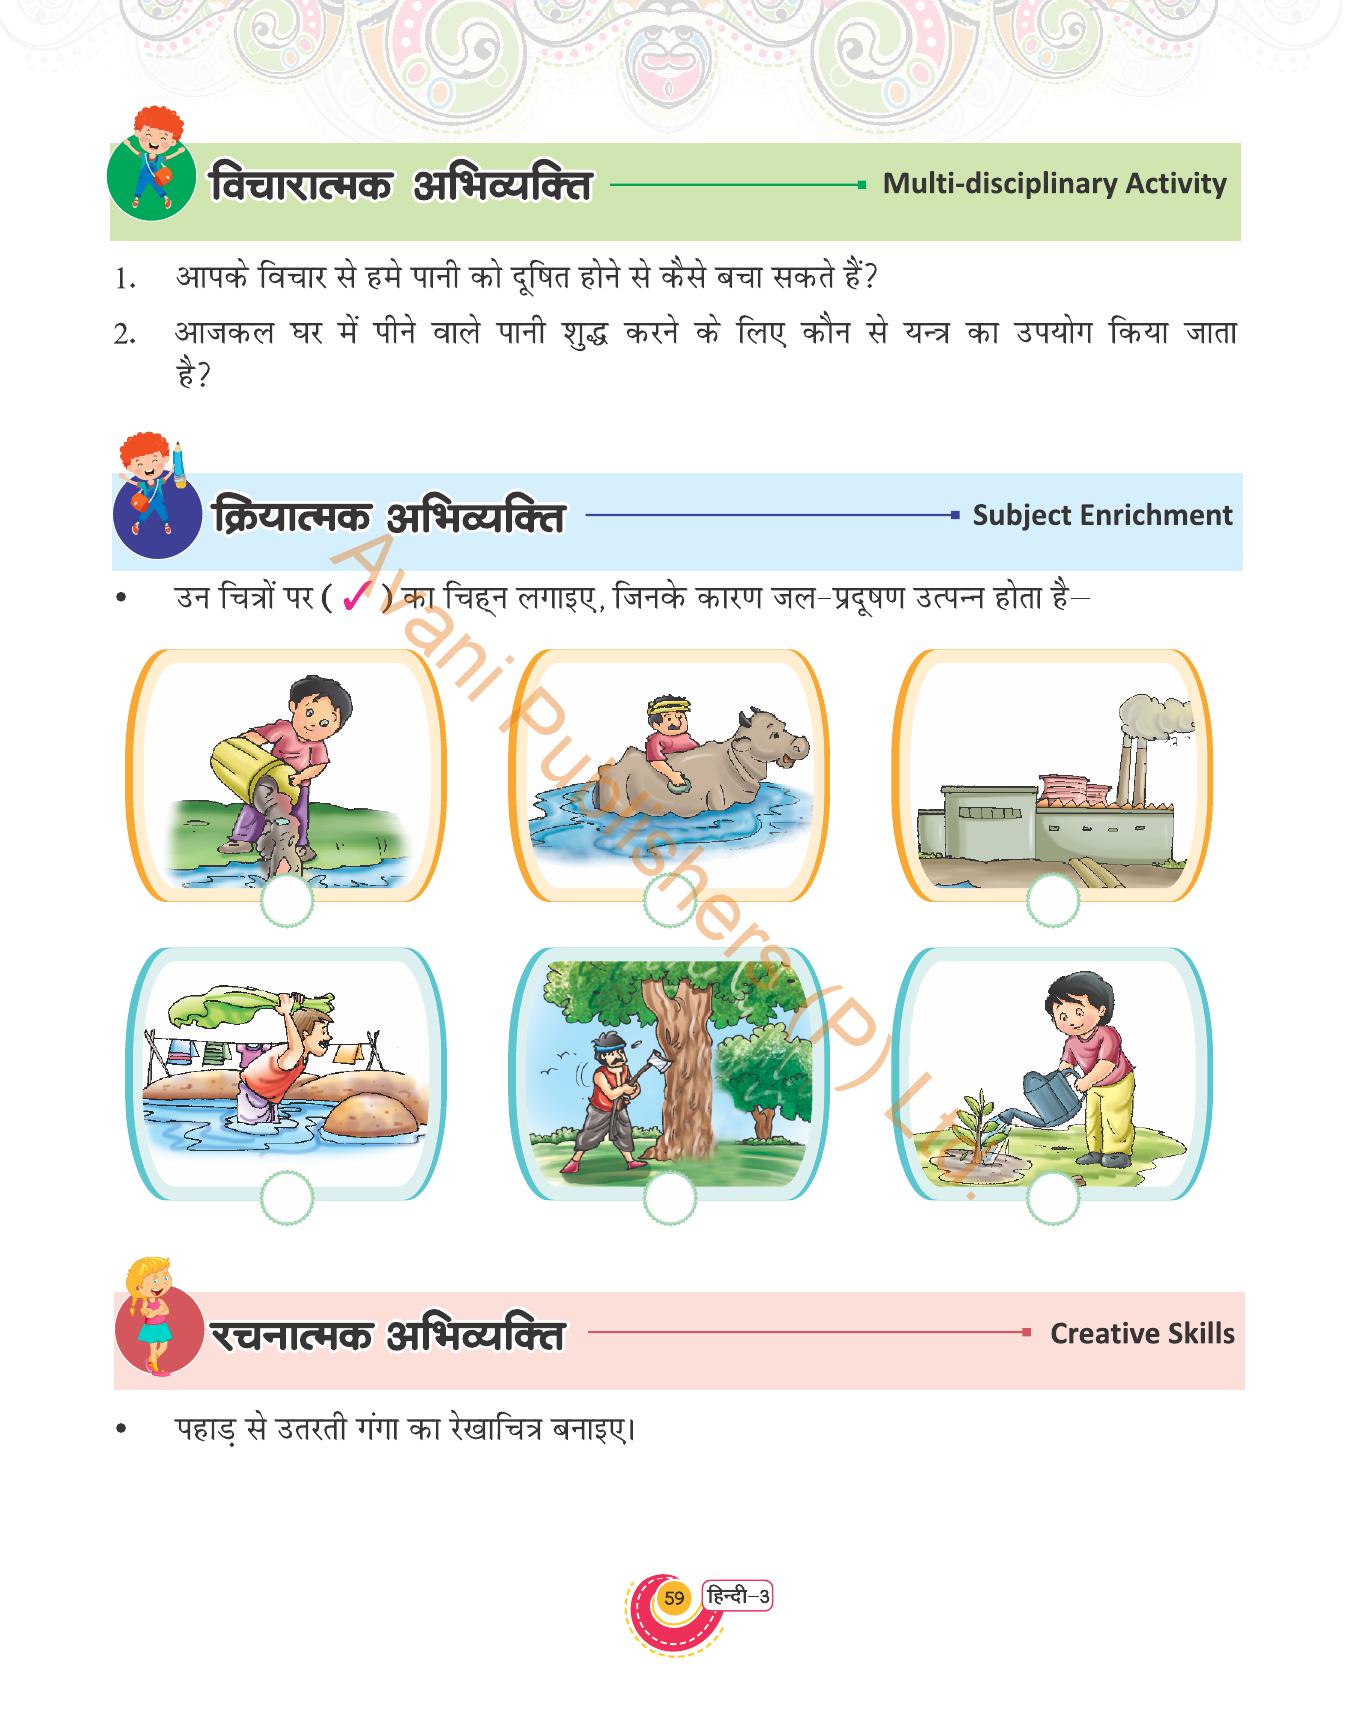 विचारात्मक अभिव्यक्ति Multi-disciplinary Activity
1. आपके विचार से हमे पानी को दूषित होने से कैसे बचा सकते हैं?
2. आजकल घर में पीने वाले पानी शुद्ध करने के लिए कौन से यन्त्र का उपयोग किया जाता
है?
क्रियात्मक अभिव्यक्ति Subject Enrichment
• उन चित्रों पर ( ✓ ) का चिह्न लगाइए, जिनके कारण जल-प्रदूषण उत्पन्न होता है–
Avani Publishers (P) Ltd.
रचनात्मक अभिव्यक्ति Creative Skills
• पहाड़ से उतरती गंगा का रेखाचित्र बनाइए।
59 हिन्दी-3